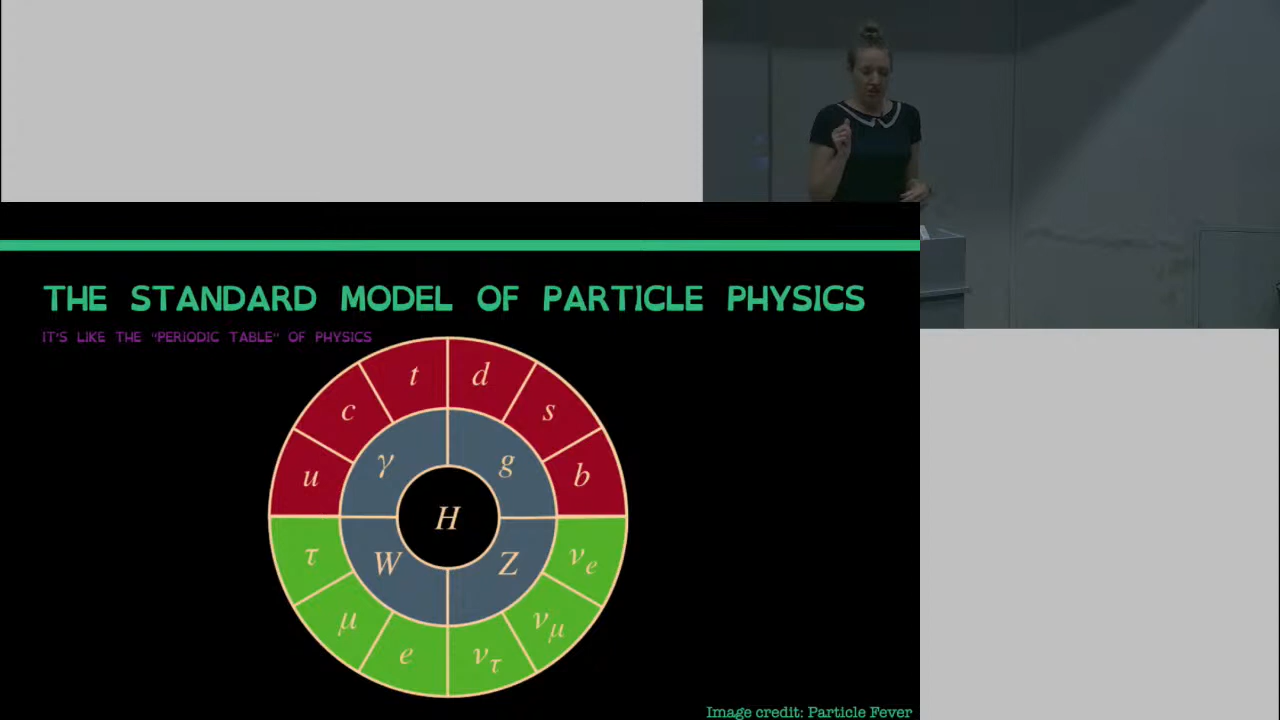 THE STANDARD MODEL OF PARTICLE PHYSICS
IT'S LIKE THE "PERIODIC TABLE" OF PHYSICS
t d
c s
γ g
u b
H
τ W Z νe
μ νμ
e ντ
Image credit: Particle Fever